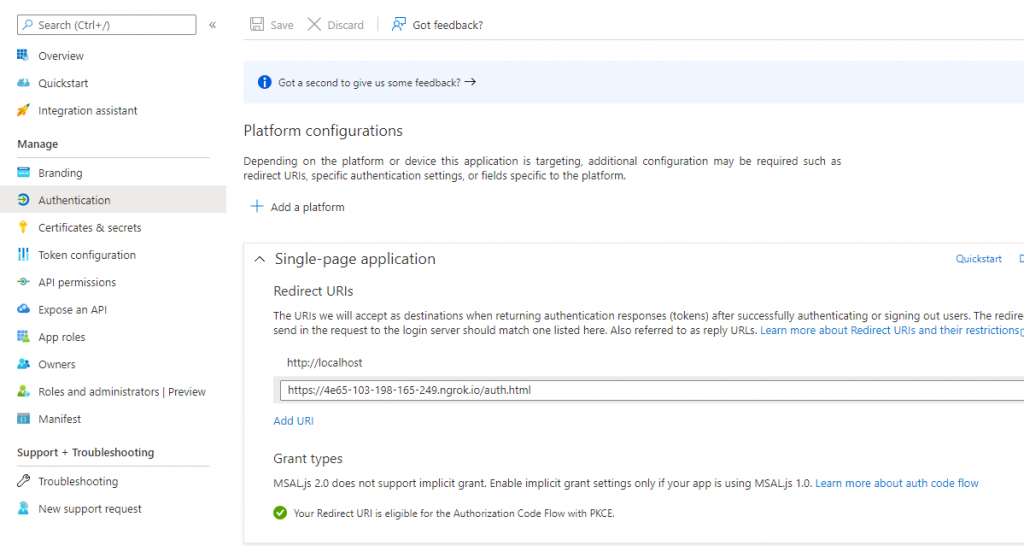 Search (Ctrl+/)
«
Overview
Quickstart
Integration assistant
Manage
Branding
Authentication
Certificates & secrets
Token configuration
API permissions
Expose an API
App roles
Owners
Roles and administrators | Preview
Manifest
Support + Troubleshooting
Troubleshooting
New support request
Save Discard Got feedback?
Got a second to give us some feedback? →
Platform configurations
Depending on the platform or device this application is targeting, additional configuration may be required such as
redirect URIs, specific authentication settings, or fields specific to the platform.
Add a platform
Single-page application Quickstart
Redirect URIs
The URIs we will accept as destinations when returning authentication responses (tokens) after successfully authenticating or signing out users. The redire
send in the request to the login server should match one listed here. Also referred to as reply URLs. Learn more about Redirect URIs and their restrictions
http://localhost
https://4e65-103-198-165-249.ngrok.io/auth.html
Add URI
Grant types
MSAL.js 2.0 does not support implicit grant. Enable implicit grant settings only if your app is using MSAL.js 1.0. Learn more about auth code flow
Your Redirect URI is eligible for the Authorization Code Flow with PKCE.